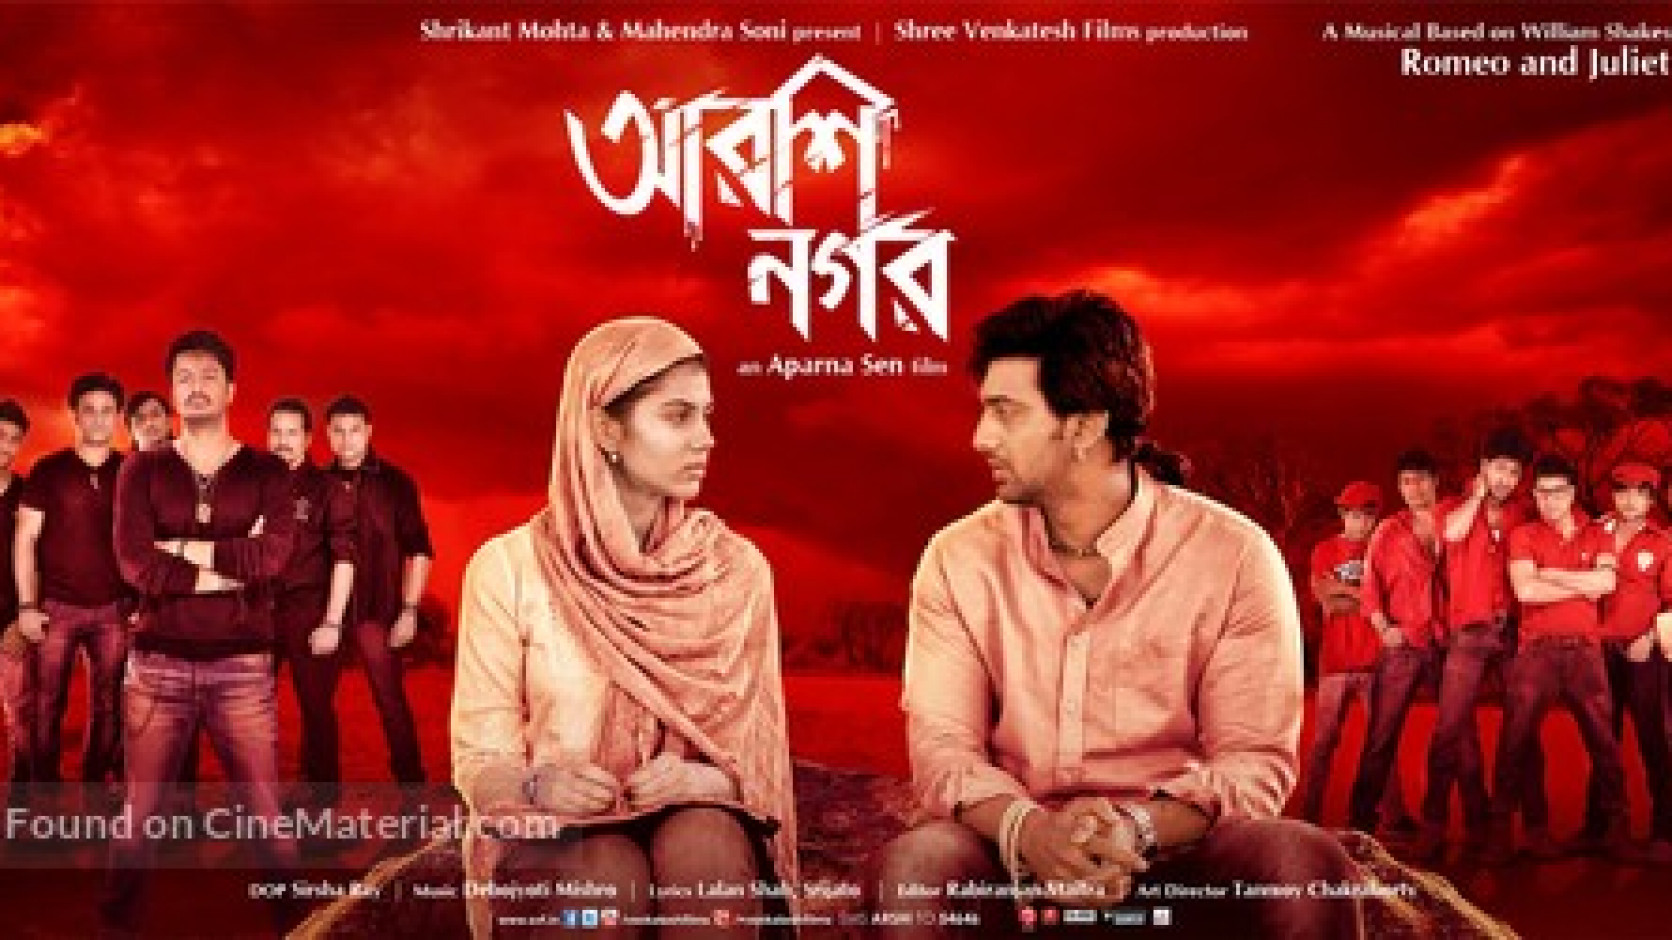 Shrikant Mohta & Mahendra Soni present | Shree Venkatesh Films production
A Musical Based on William Shakes
Romeo and Juliet
আরশি
নগর
an Aparna Sen film
Found on CineMaterial.com
DOP Sirsha Ray | Music Debojyoti Mishra | Lyrics Lalan Shah, Srijato | Editor Rabiranjan Maitra | Art Director Tanmoy Chakraborty